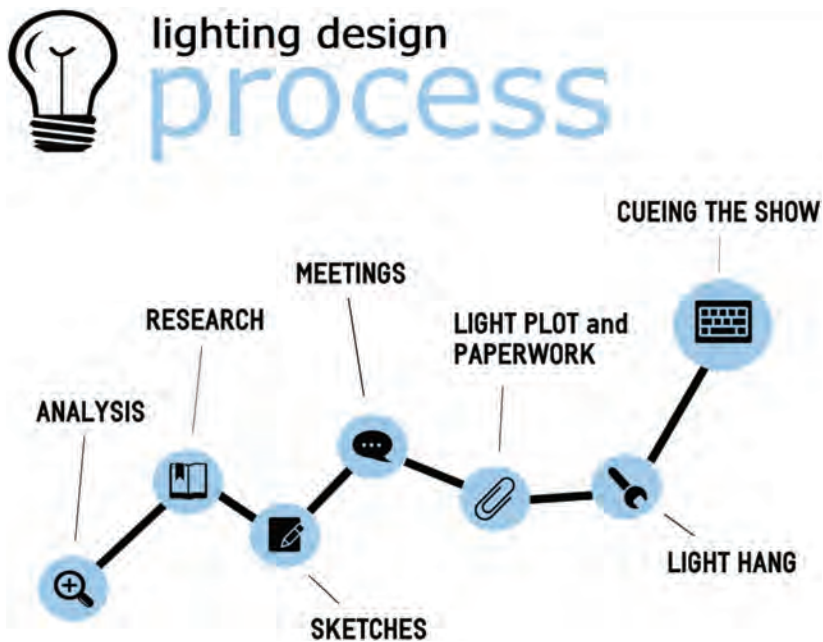 lighting design
process
ANALYSIS
RESEARCH
SKETCHES
MEETINGS
LIGHT PLOT and
PAPERWORK
LIGHT HANG
CUEING THE SHOW